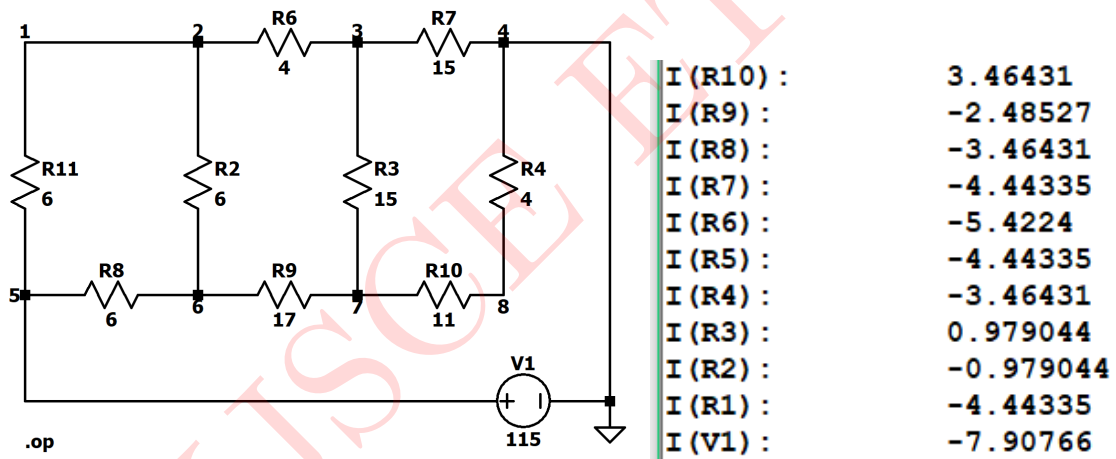 R6
R7
1
2
3
4
4
15
R11
6
R2
6
R3
15
R4
4
R8
R9
R10
5
6
7
8
6
17
11
V1
+
115
.op
I(R10): 3.46431
I(R9): -2.48527
I(R8): -3.46431
I(R7): -4.44335
I(R6): -5.4224
I(R5): -4.44335
I(R4): -3.46431
I(R3): 0.979044
I(R2): -0.979044
I(R1): -4.44335
I(V1): -7.90766